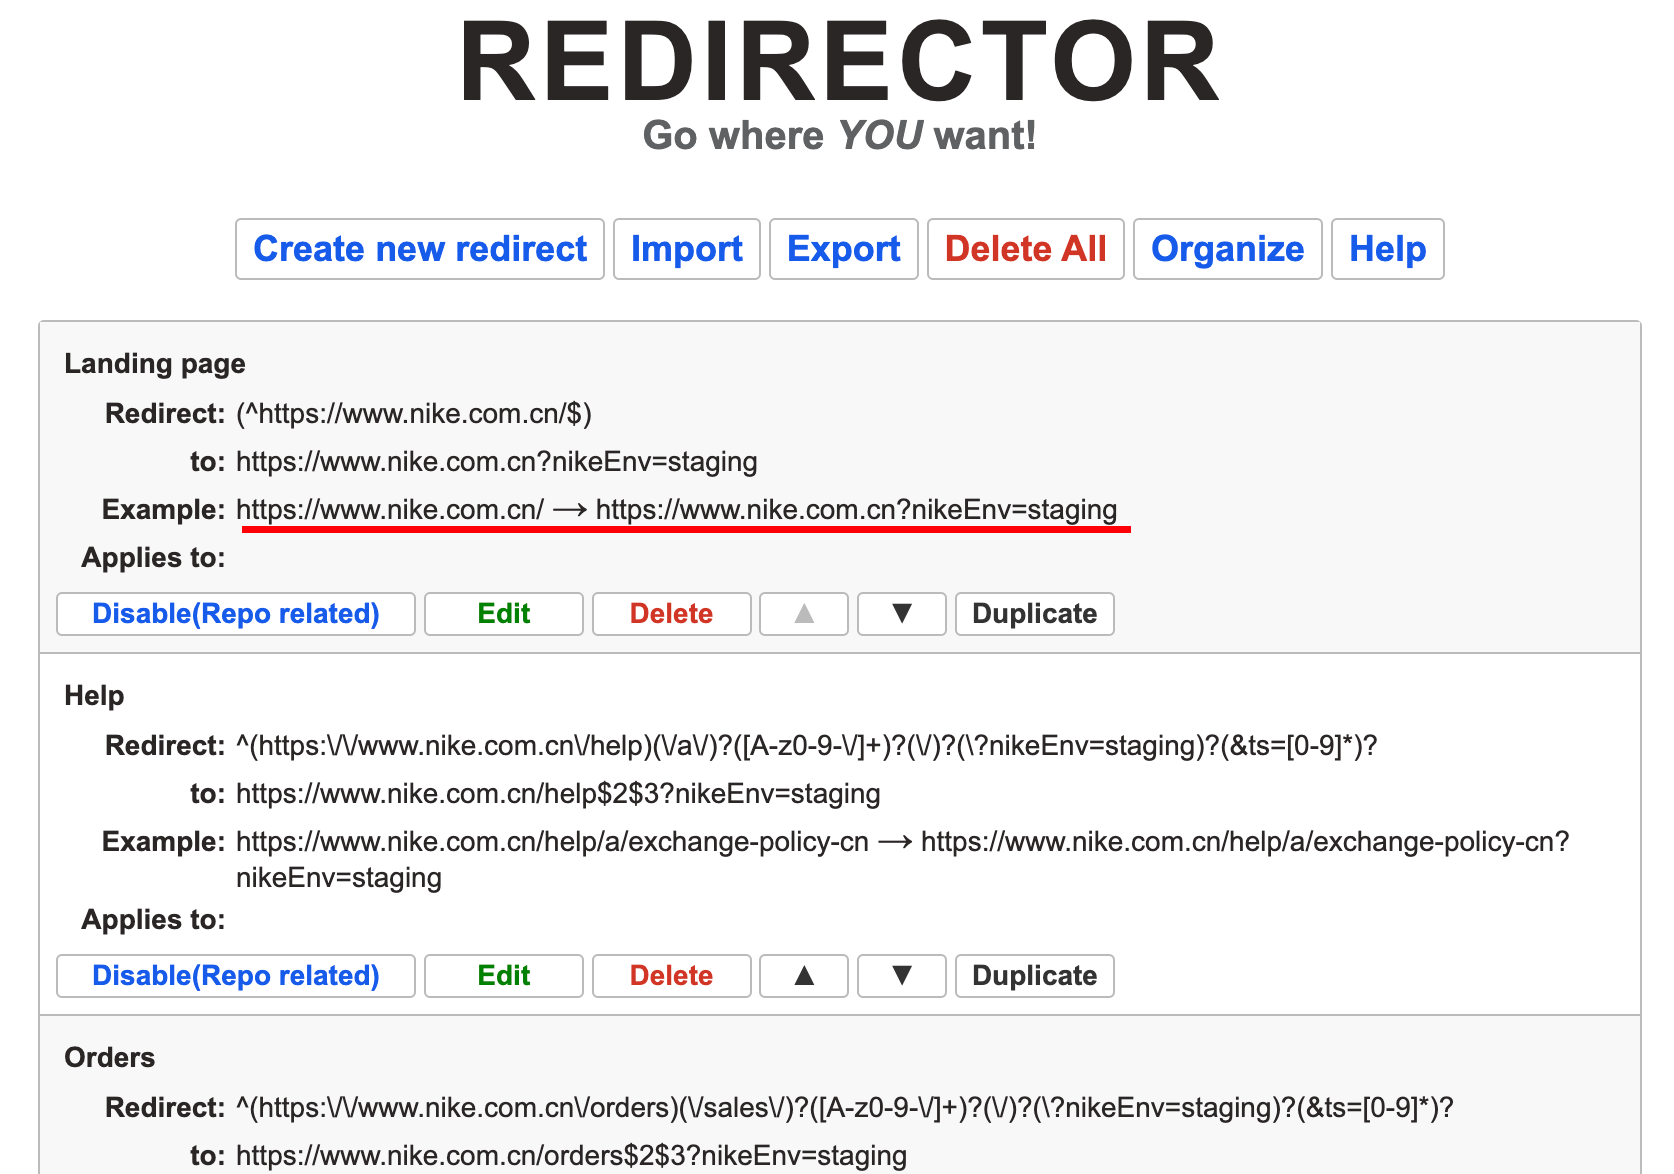 REDIRECTOR
Go where YOU want!
Create new redirect Import Export Delete All Organize Help
Landing page
Redirect: (^https://www.nike.com.cn/$)
to: https://www.nike.com.cn?nikeEnv=staging
Example: https://www.nike.com.cn/ → https://www.nike.com.cn?nikeEnv=staging
Applies to:
Disable(Repo related) Edit Delete ▲ ▼ Duplicate
Help
Redirect: ^(https:\/\/www.nike.com.cn\/help)(\/a\/)?([A-z0-9-\/]+)?(\/)?(\?nikeEnv=staging)?(&ts=[0-9]*)?
to: https://www.nike.com.cn/help$2$3?nikeEnv=staging
Example: https://www.nike.com.cn/help/a/exchange-policy-cn → https://www.nike.com.cn/help/a/exchange-policy-cn?
nikeEnv=staging
Applies to:
Disable(Repo related) Edit Delete ▲ ▼ Duplicate
Orders
Redirect: ^(https:\/\/www.nike.com.cn\/orders)(\/sales\/)?([A-z0-9-\/]+)?(\/)?(\?nikeEnv=staging)?(&ts=[0-9]*)?
to: https://www.nike.com.cn/orders$2$3?nikeEnv=staging